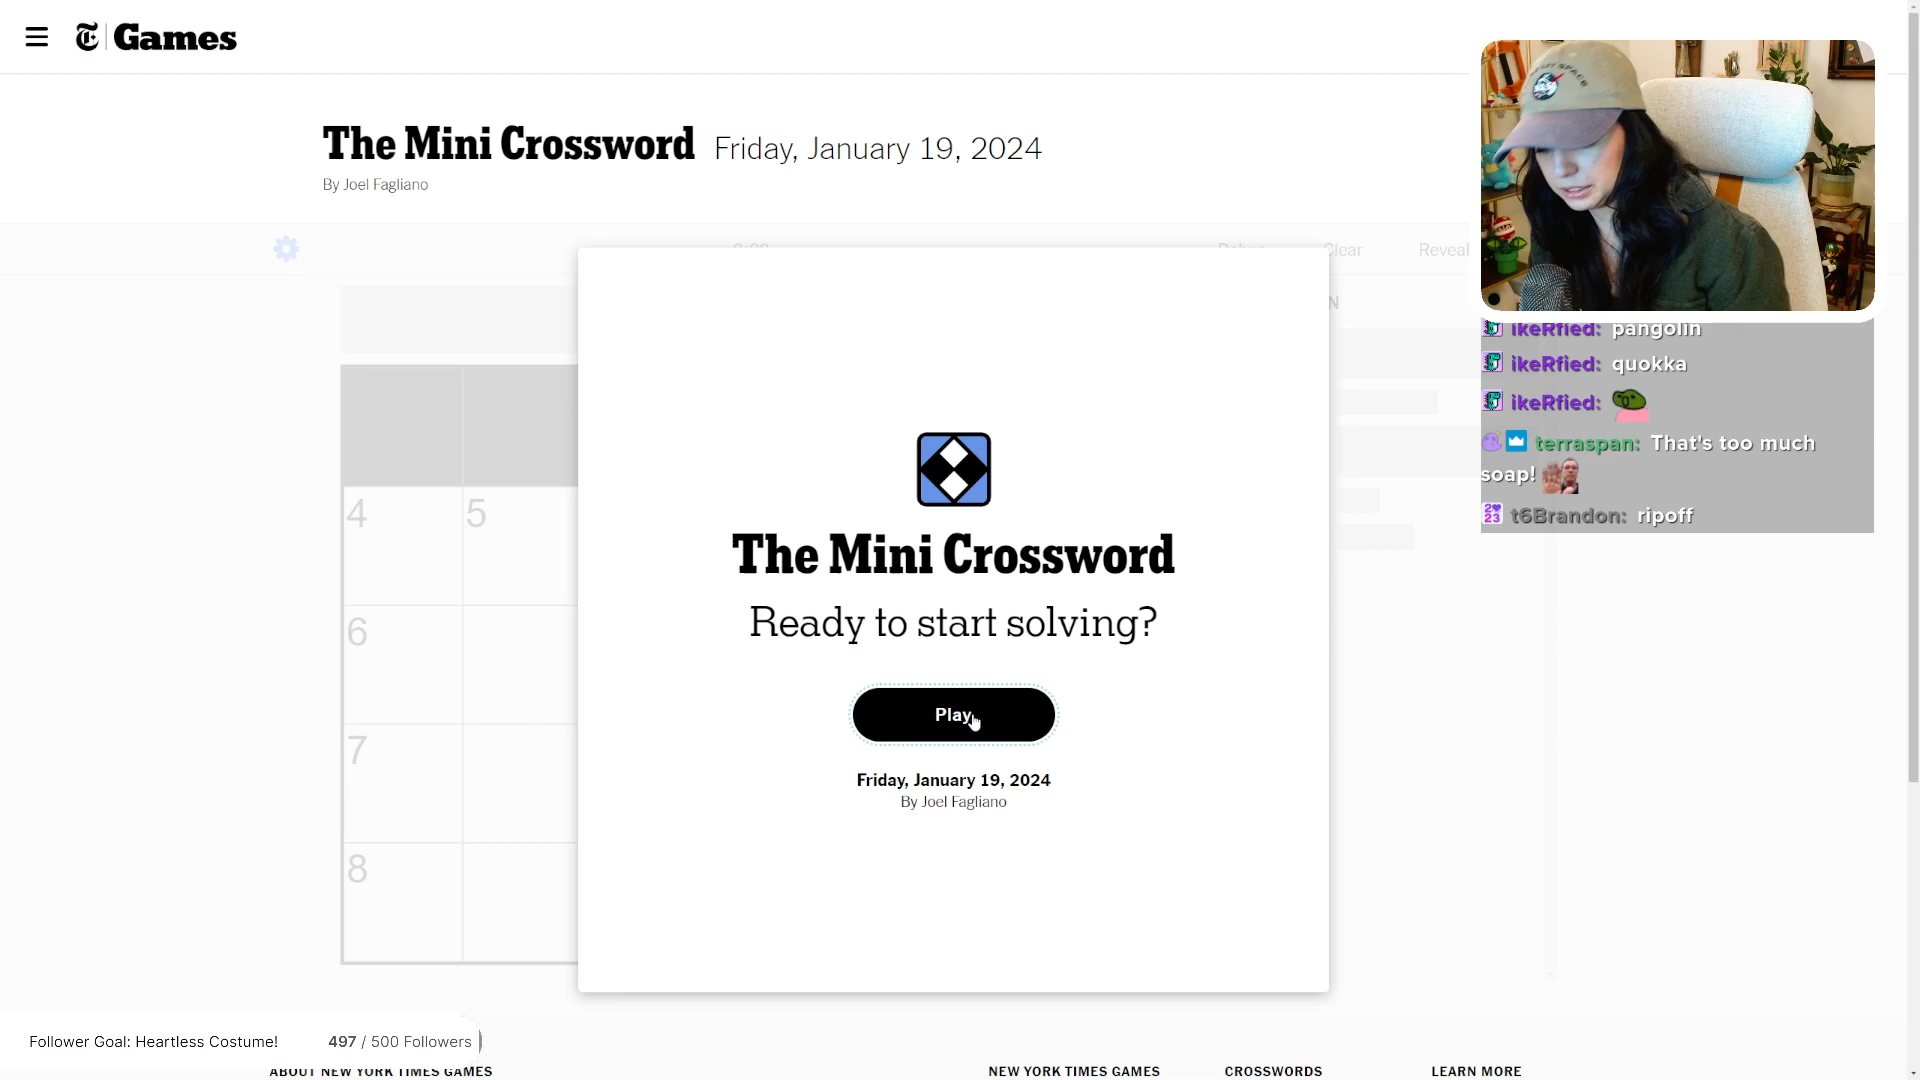 Games
The Mini Crossword Friday, January 19, 2024
By Joel Fagliano
Clear
Reveal
4
5
6
7
8
The Mini Crossword
Ready to start solving?
Play
Friday, January 19, 2024
By Joel Fagliano
ikeRfied: pangolin
ikeRfied: quokka
ikeRfied:
terraspan: That's too much
soap!
t6Brandon: ripoff
Follower Goal: Heartless Costume! 497 / 500 Followers
ABOUT NEW YORK TIMES GAMES
NEW YORK TIMES GAMES
CROSSWORDS
LEARN MORE